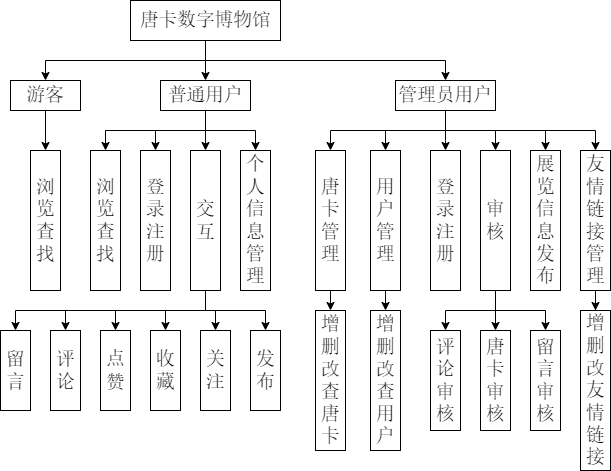 唐卡数字博物馆
游客
普通用户
管理员用户
浏览查找
浏览查找
登录注册
交互
个人信息管理
唐卡管理
用户管理
登录注册
审核
展览信息发布
友情链接管理
留言
评论
点赞
收藏
关注
发布
增删改查唐卡
增删改查用户
评论审核
唐卡审核
留言审核
增删改友情链接